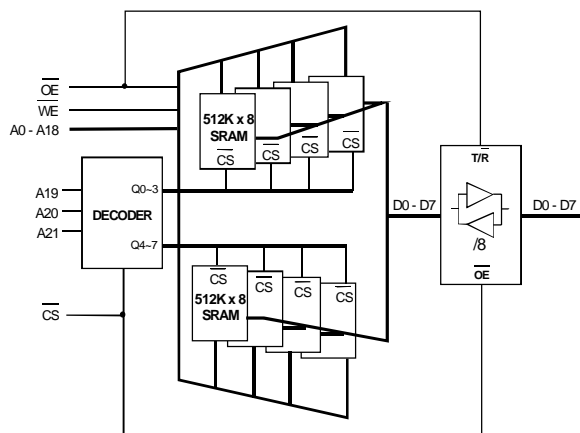 OE
WE
A0 - A18
512K x 8
SRAM
CS
CS
CS
CS
T/R
A19
A20
A21
DECODER
Q0~3
Q4~7
D0 - D7
D0 - D7
/8
OE
CS
CS
CS
CS
CS
512K x 8
SRAM